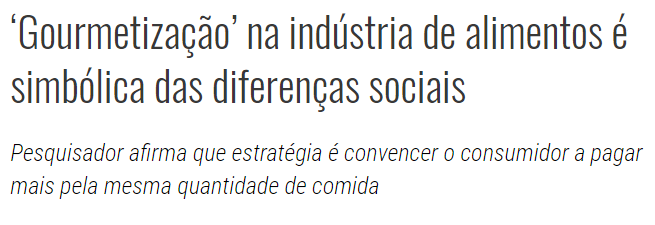 ‘Gourmetização’ na indústria de alimentos é
simbólica das diferenças sociais
Pesquisador afirma que estratégia é convencer o consumidor a pagar
mais pela mesma quantidade de comida